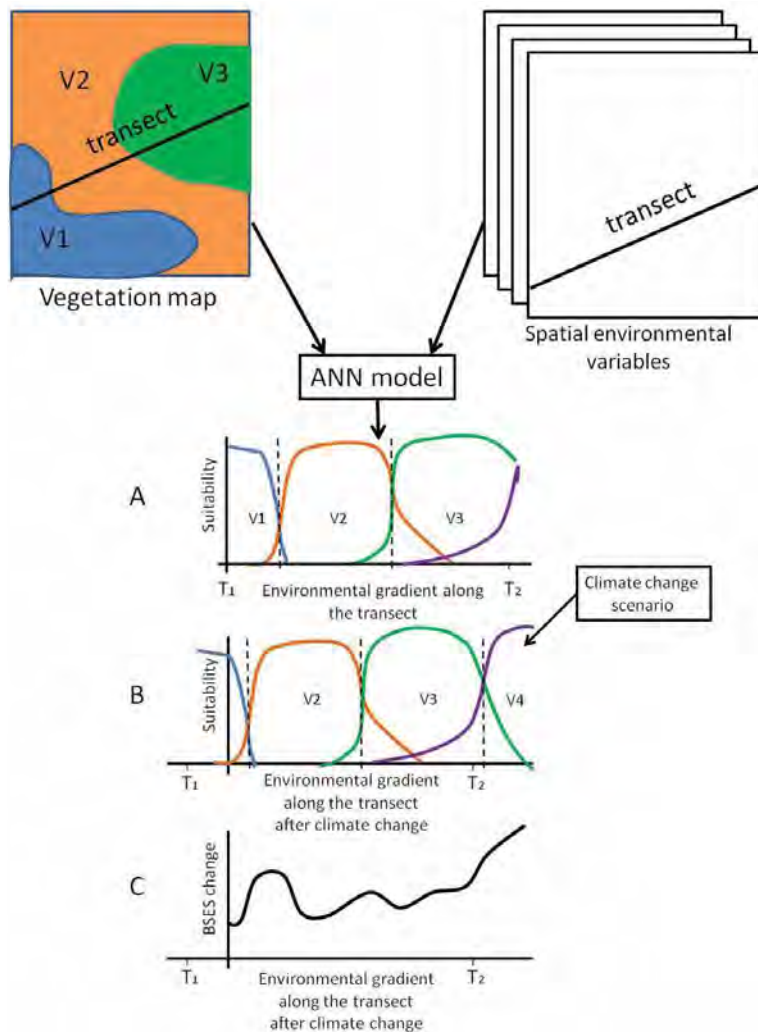 V2
V3
transect
V1
Vegetation map
transect
Spatial environmental
variables
ANN model
A
Suitability
V1
V2
V3
T1
Environmental gradient along
the transect
T2
Climate change
scenario
B
Suitability
V2
V3
V4
T1
Environmental gradient
along the transect
after climate change
T2
C
BSES change
T1
Environmental gradient
along the transect
after climate change
T2